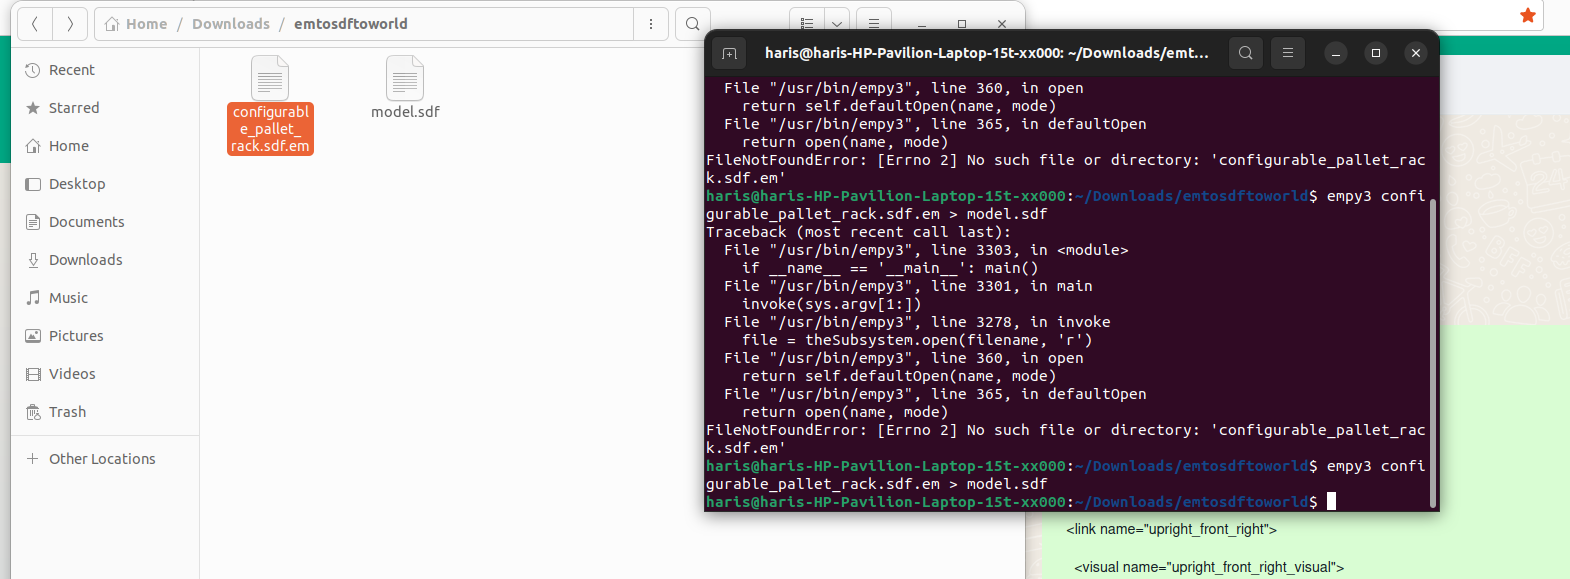 Home / Downloads / emtosdftoworld
Recent
Starred
Home
Desktop
Documents
Downloads
Music
Pictures
Videos
Trash
Other Locations
configurabl
e_pallet_
rack.sdf.em
model.sdf
haris@haris-HP-Pavilion-Laptop-15t-xx000: ~/Downloads/emt...
File "/usr/bin/empy3", line 360, in open
return self.defaultOpen(name, mode)
File "/usr/bin/empy3", line 365, in defaultOpen
return open(name, mode)
FileNotFoundError: [Errno 2] No such file or directory: 'configurable_pallet_rac
k.sdf.em'
haris@haris-HP-Pavilion-Laptop-15t-xx000:~/Downloads/emtosdftoworld$ empy3 confi
gurable_pallet_rack.sdf.em > model.sdf
Traceback (most recent call last):
File "/usr/bin/empy3", line 3303, in <module>
if __name__ == '__main__': main()
File "/usr/bin/empy3", line 3301, in main
invoke(sys.argv[1:])
File "/usr/bin/empy3", line 3278, in invoke
file = theSubsystem.open(filename, 'r')
File "/usr/bin/empy3", line 360, in open
return self.defaultOpen(name, mode)
File "/usr/bin/empy3", line 365, in defaultOpen
return open(name, mode)
FileNotFoundError: [Errno 2] No such file or directory: 'configurable_pallet_rac
k.sdf.em'
haris@haris-HP-Pavilion-Laptop-15t-xx000:~/Downloads/emtosdftoworld$ empy3 confi
gurable_pallet_rack.sdf.em > model.sdf
haris@haris-HP-Pavilion-Laptop-15t-xx000:~/Downloads/emtosdftoworld$
<link name="upright_front_right">
<visual name="upright_front_right_visual">